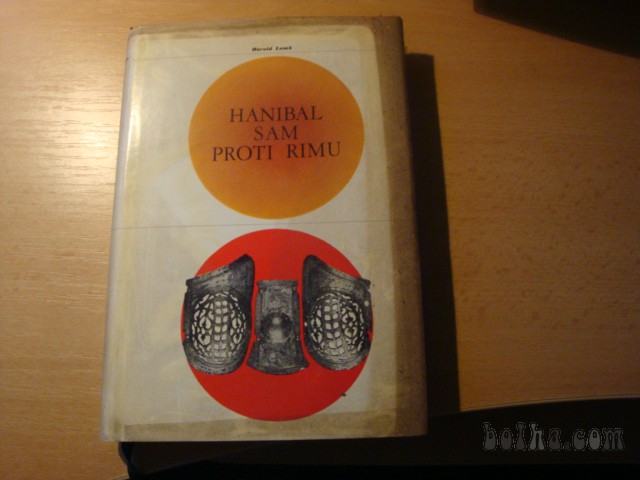 Harold Lamb
HANIBAL
SAM
PROTI RIMU
bolha.com